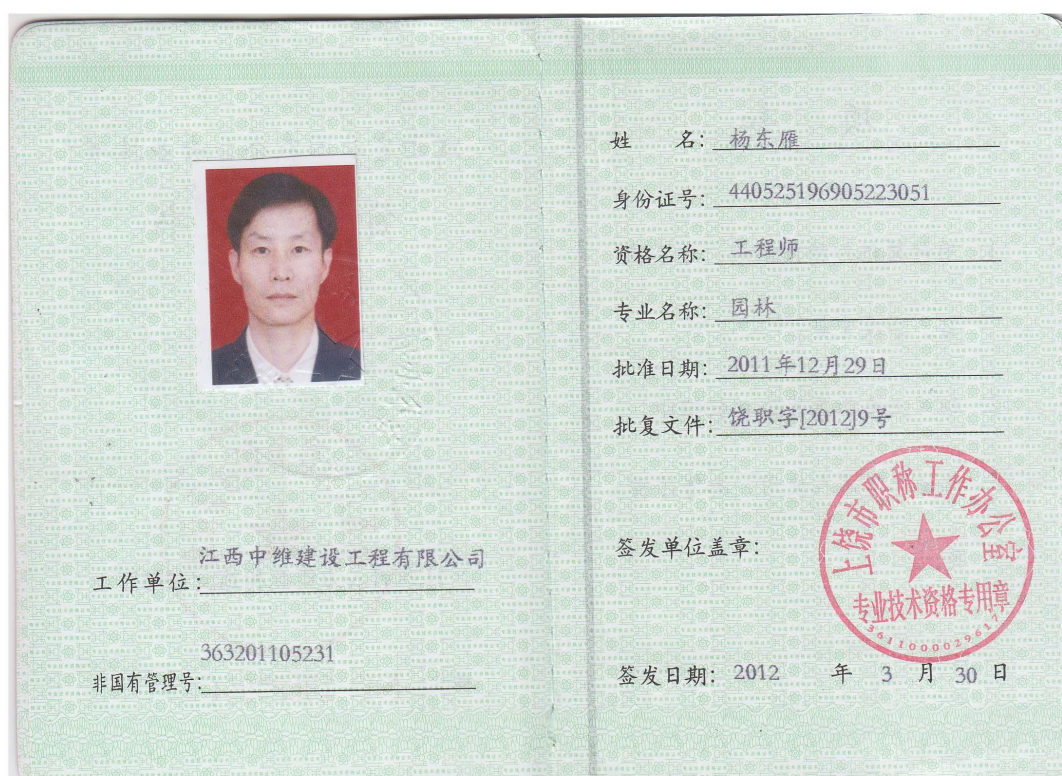 江西中维建设工程有限公司
工作单位:
363201105231
非国有管理号:
姓 名: 杨东雁
身份证号: 440525196905223051
资格名称: 工程师
专业名称: 园林
批准日期: 2011年12月29日
批复文件: 饶职字[2012]9号
签发单位盖章:
上饶市职称工作办公室
专业技术资格专用章
3611000029617
签发日期: 2012 年 3 月 30 日